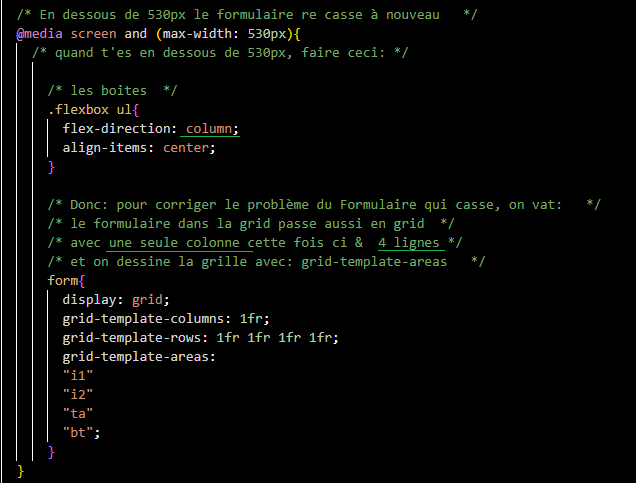 /* En dessous de 530px le formulaire re casse à nouveau   */
@media screen and (max-width: 530px){
/* quand t'es en dessous de 530px, faire ceci: */
/* les boites  */
.flexbox ul{
flex-direction: column;
align-items: center;
}
/* Donc: pour corriger le problème du Formulaire qui casse, on vat:   */
/* le formulaire dans la grid passe aussi en grid  */
/* avec une seule colonne cette fois ci &  4 lignes */
/* et on dessine la grille avec: grid-template-areas   */
form{
display: grid;
grid-template-columns: 1fr;
grid-template-rows: 1fr 1fr 1fr 1fr;
grid-template-areas:
"i1"
"i2"
"ta"
"bt";
}
}